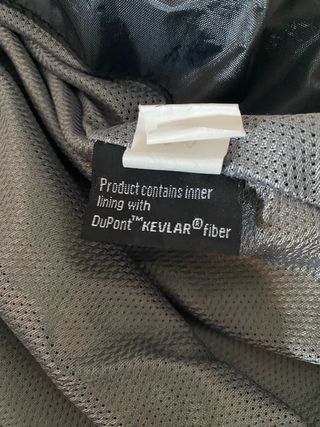 Product contains inner
lining with
DuPont™ KEVLAR® fiber